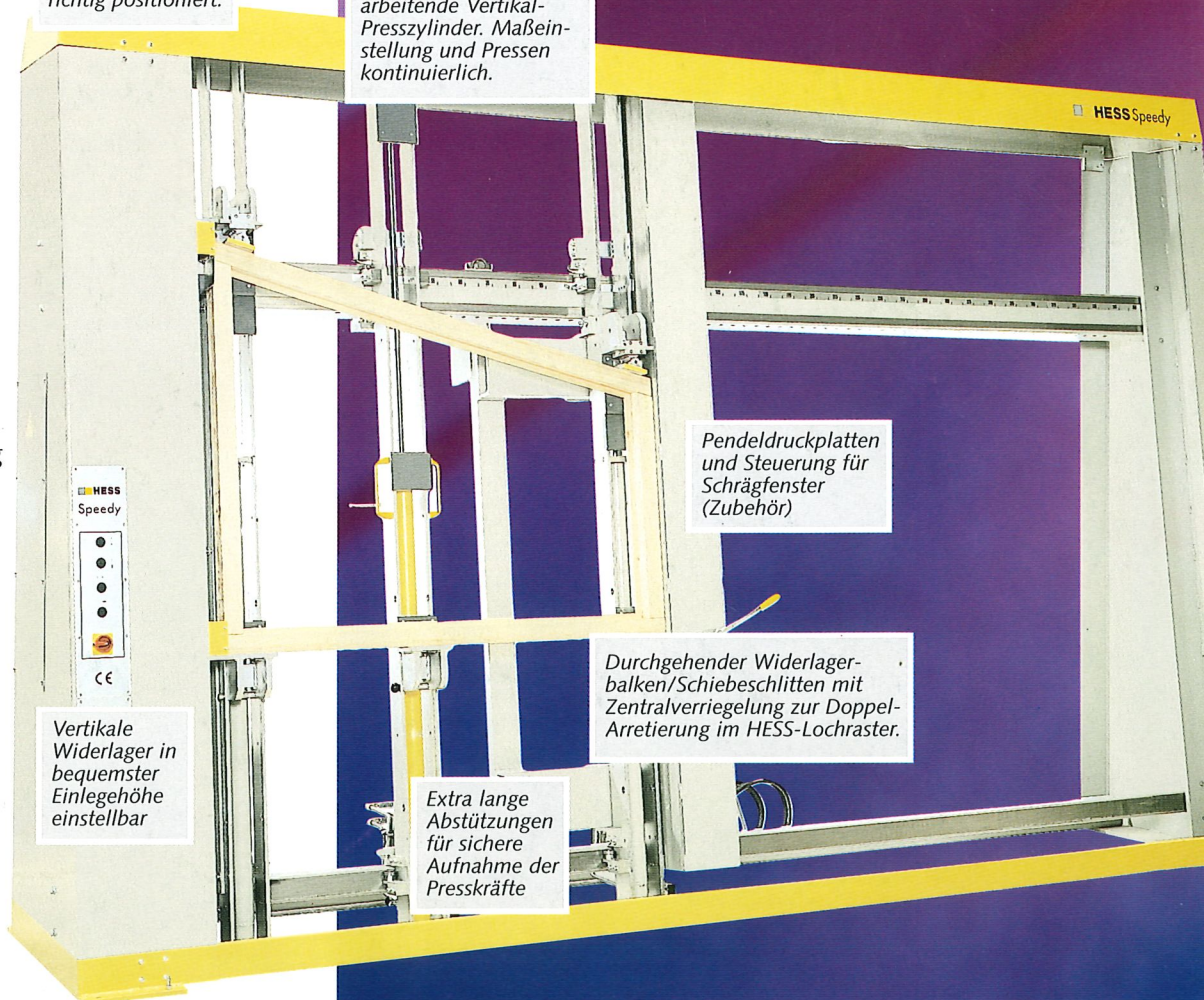 richtig positioniert.
arbeitende Vertikal-
Presszylinder. Maßein-
stellung und Pressen
kontinuierlich.
HESS Speedy
Pendeldruckplatten
und Steuerung für
Schrägfenster
(Zubehör)
HESS
Speedy
CE
Durchgehender Widerlager-
balken/Schiebeschlitten mit
Zentralverriegelung zur Doppel-
Arretierung im HESS-Lochraster.
Vertikale
Widerlager in
bequemster
Einlegehöhe
einstellbar
Extra lange
Abstützungen
für sichere
Aufnahme der
Presskräfte